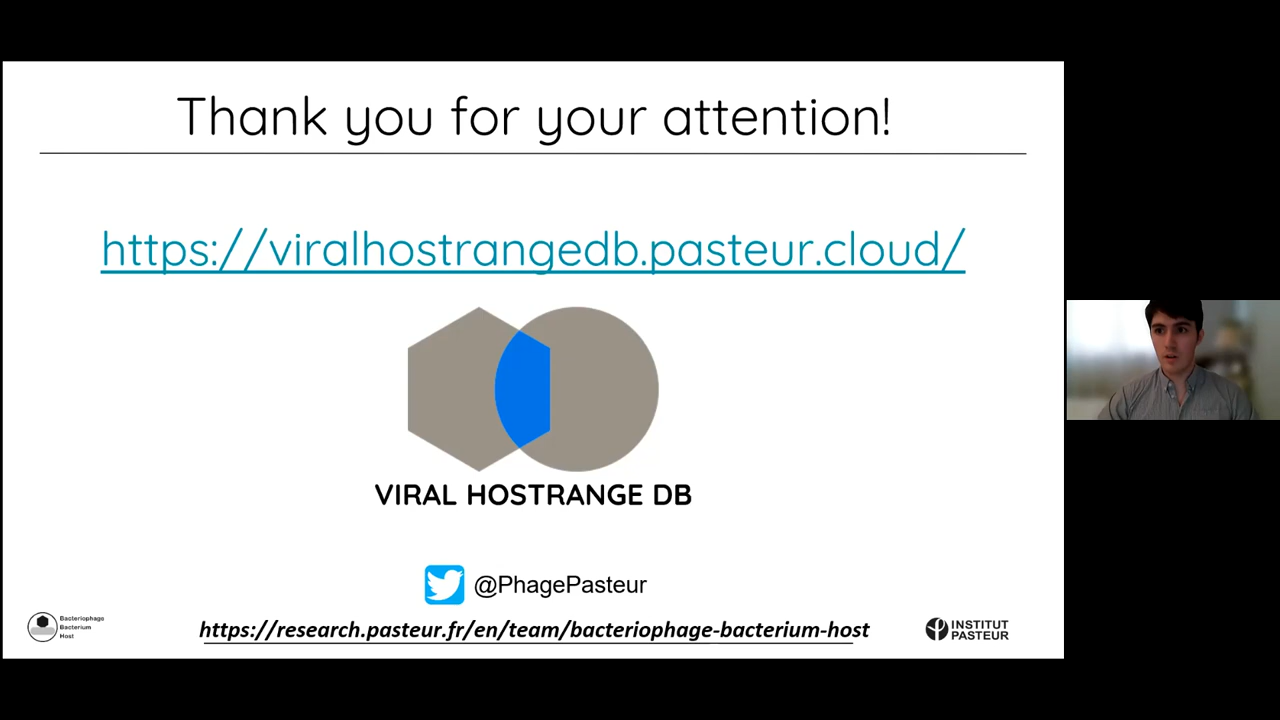 Thank you for your attention!
https://viralhostrangedb.pasteur.cloud/
VIRAL HOSTRANGE DB
@PhagePasteur
Bacteriophage
Bacterium
Host
https://research.pasteur.fr/en/team/bacteriophage-bacterium-host
INSTITUT
PASTEUR